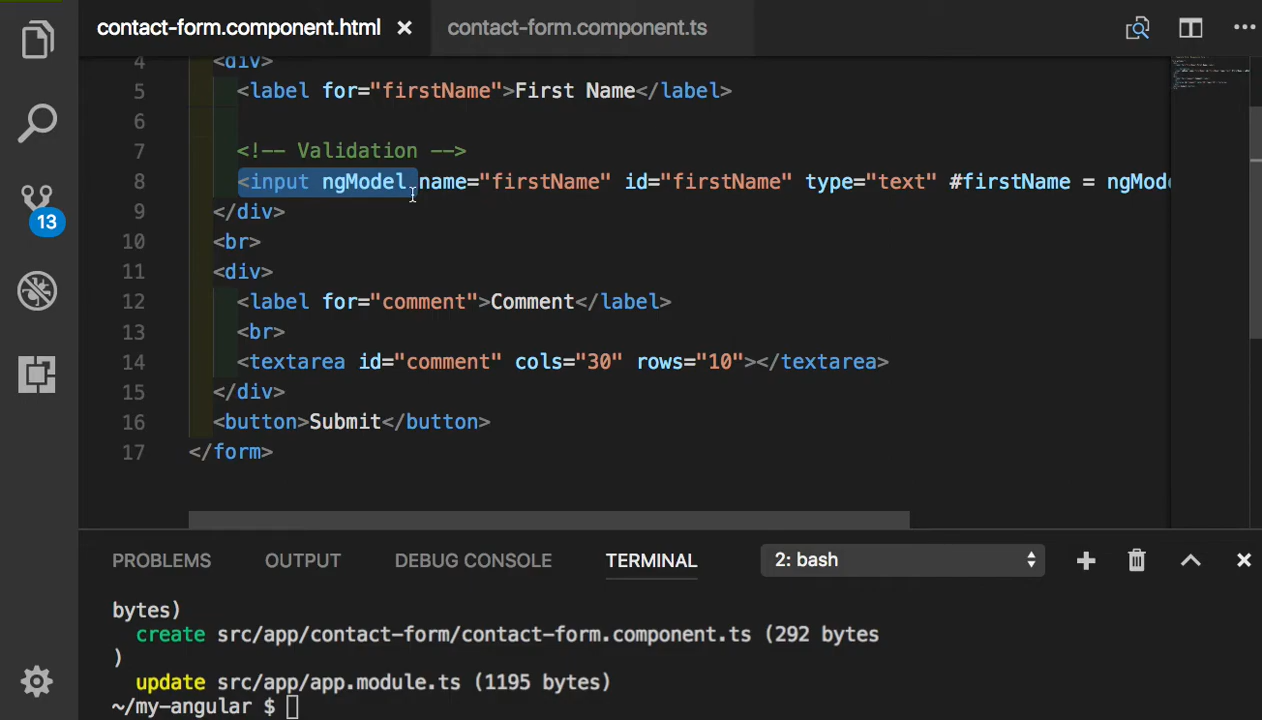 contact-form.component.html
contact-form.component.ts
4 <div>
5 <label for="firstName">First Name</label>
6
7 <!-- Validation -->
8 <input ngModel name="firstName" id="firstName" type="text" #firstName = ngMode
9 </div>
10 <br>
11 <div>
12 <label for="comment">Comment</label>
13 <br>
14 <textarea id="comment" cols="30" rows="10"></textarea>
15 </div>
16 <button>Submit</button>
17 </form>
13
PROBLEMS OUTPUT DEBUG CONSOLE TERMINAL 2: bash
bytes)
create src/app/contact-form/contact-form.component.ts (292 bytes
)
update src/app/app.module.ts (1195 bytes)
~/my-angular $